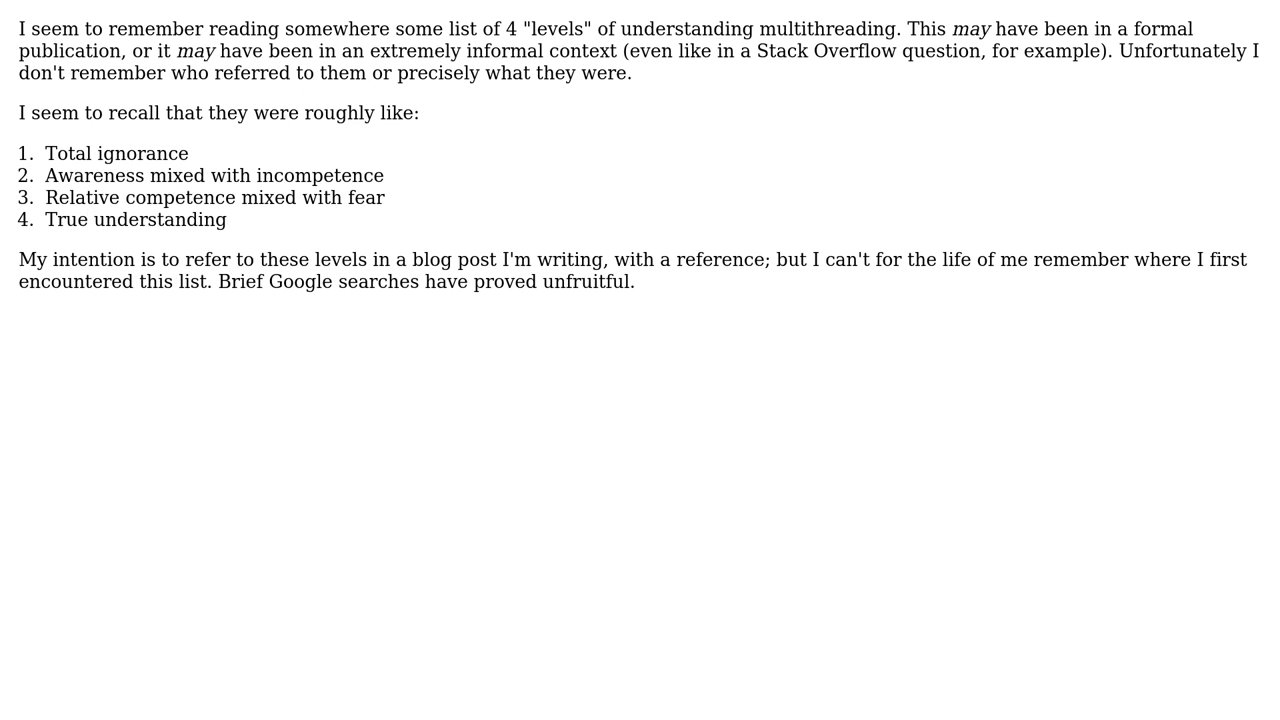 I seem to remember reading somewhere some list of 4 "levels" of understanding multithreading. This may have been in a formal
publication, or it may have been in an extremely informal context (even like in a Stack Overflow question, for example). Unfortunately I
don't remember who referred to them or precisely what they were.
I seem to recall that they were roughly like:
1. Total ignorance
2. Awareness mixed with incompetence
3. Relative competence mixed with fear
4. True understanding
My intention is to refer to these levels in a blog post I'm writing, with a reference; but I can't for the life of me remember where I first
encountered this list. Brief Google searches have proved unfruitful.